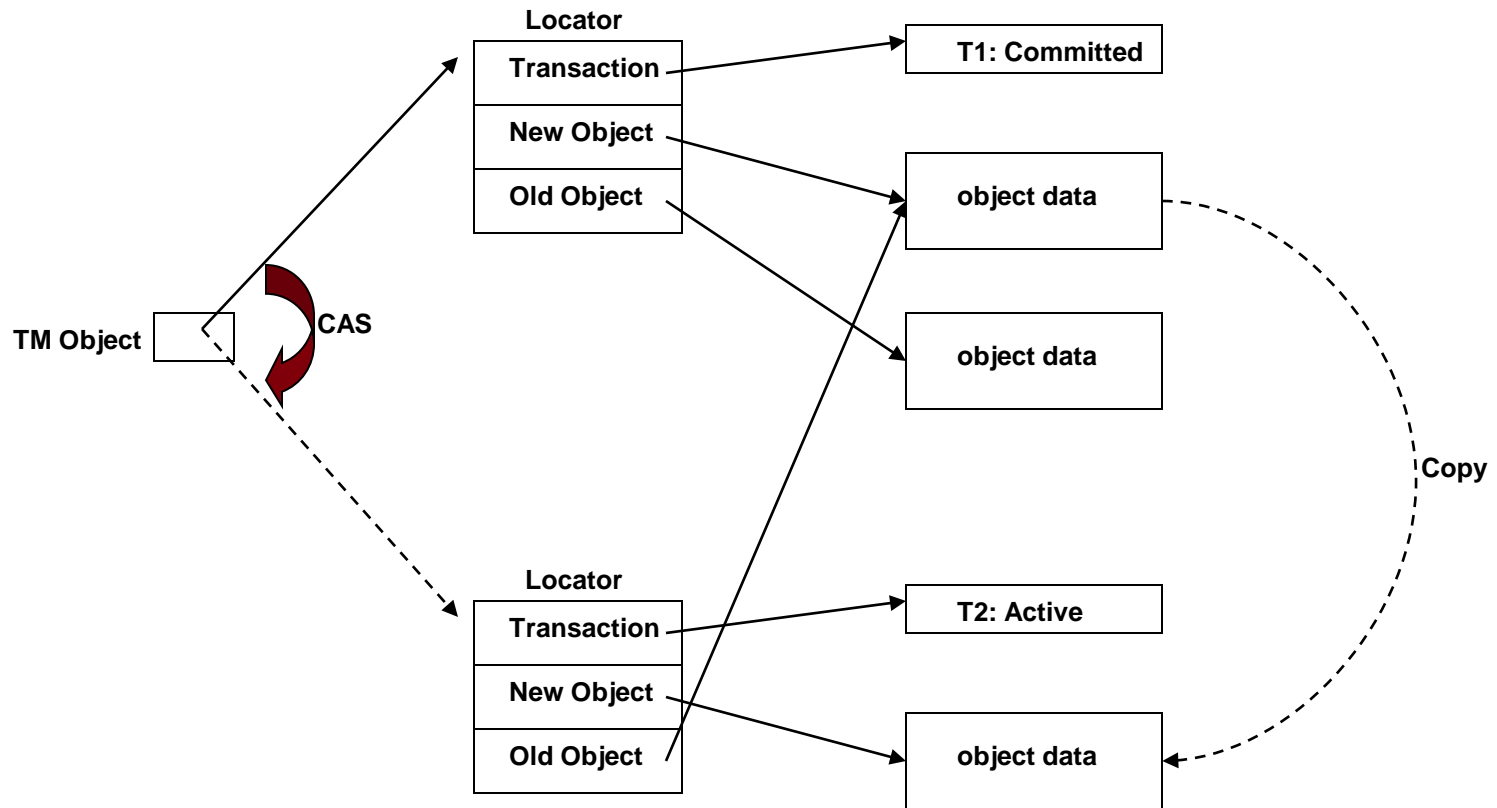 Locator
Transaction
T1: Committed
New Object
object data
Old Object
CAS
TM Object
object data
Copy
Locator
Transaction
T2: Active
New Object
Old Object
object data